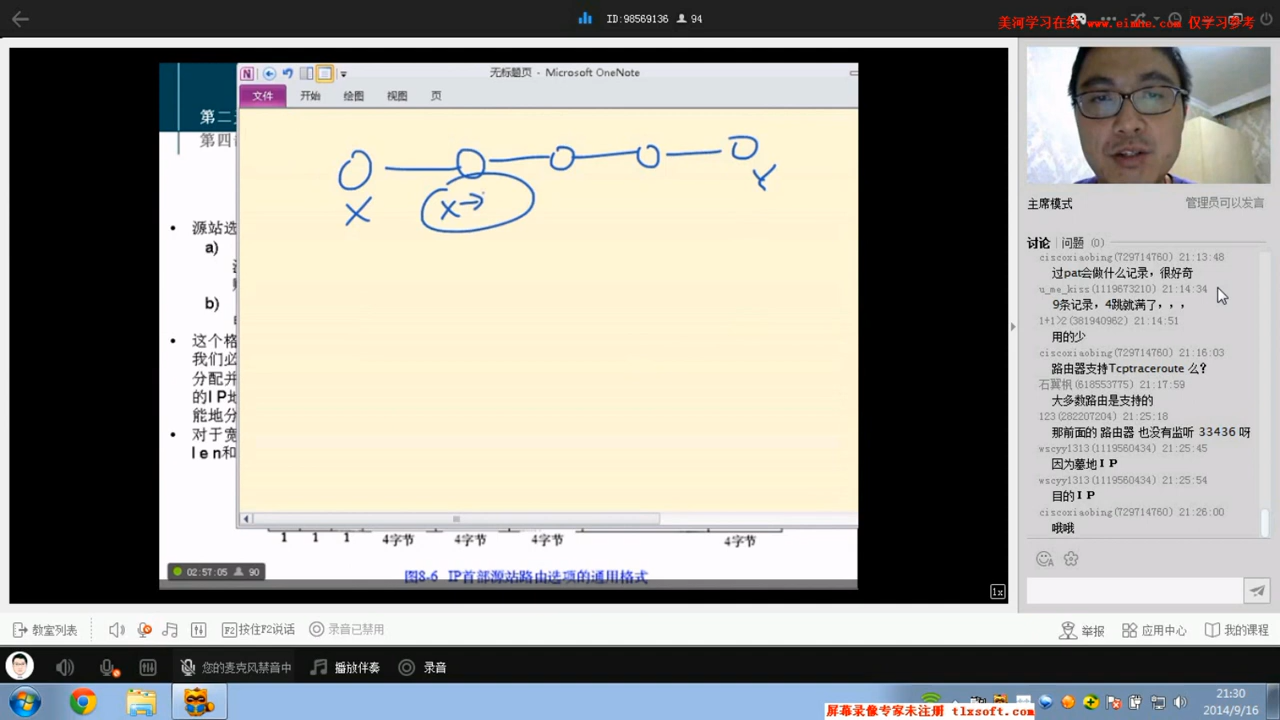 ID:98569136 94
美河学习在线 www.eimhe.com 仅学习参考
无标题页 - Microsoft OneNote
文件 开始 绘图 视图 页
第二
第四
X
X→
Y
• 源站选
a)
b)
• 这个格
我们必
分配并
的I P地
能地分
• 对于宽
l e n和
1 1 1 4字节 4字节 4字节 4字节
图8-6 IP首部源站路由选项的通用格式
02:57:05 90
1x
主席模式 管理员可以发言
讨论 问题 (0)
ciscoxiaobing(729714760) 21:13:48
过pat会做什么记录，很好奇
u_me_kiss(1119673210) 21:14:34
9条记录，4跳就满了，，，
1+1>2(381940962) 21:14:51
用的少
ciscoxiaobing(729714760) 21:16:03
路由器支持Tcptraceroute 么？
石翼帆(618553775) 21:17:59
大多数路由是支持的
123(282207204) 21:25:18
那前面的 路由器 也没有监听 33436 呀
wscyy1313(1119560434) 21:25:45
因为墓地I P
wscyy1313(1119560434) 21:25:54
目的I P
ciscoxiaobing(729714760) 21:26:00
哦哦
教室列表 F2 按住F2说话 录音已禁用 举报 应用中心 我的课程
您的麦克风禁音中 播放伴奏 录音
21:30
2014/9/16
屏幕录像专家未注册 tlxsoft.com